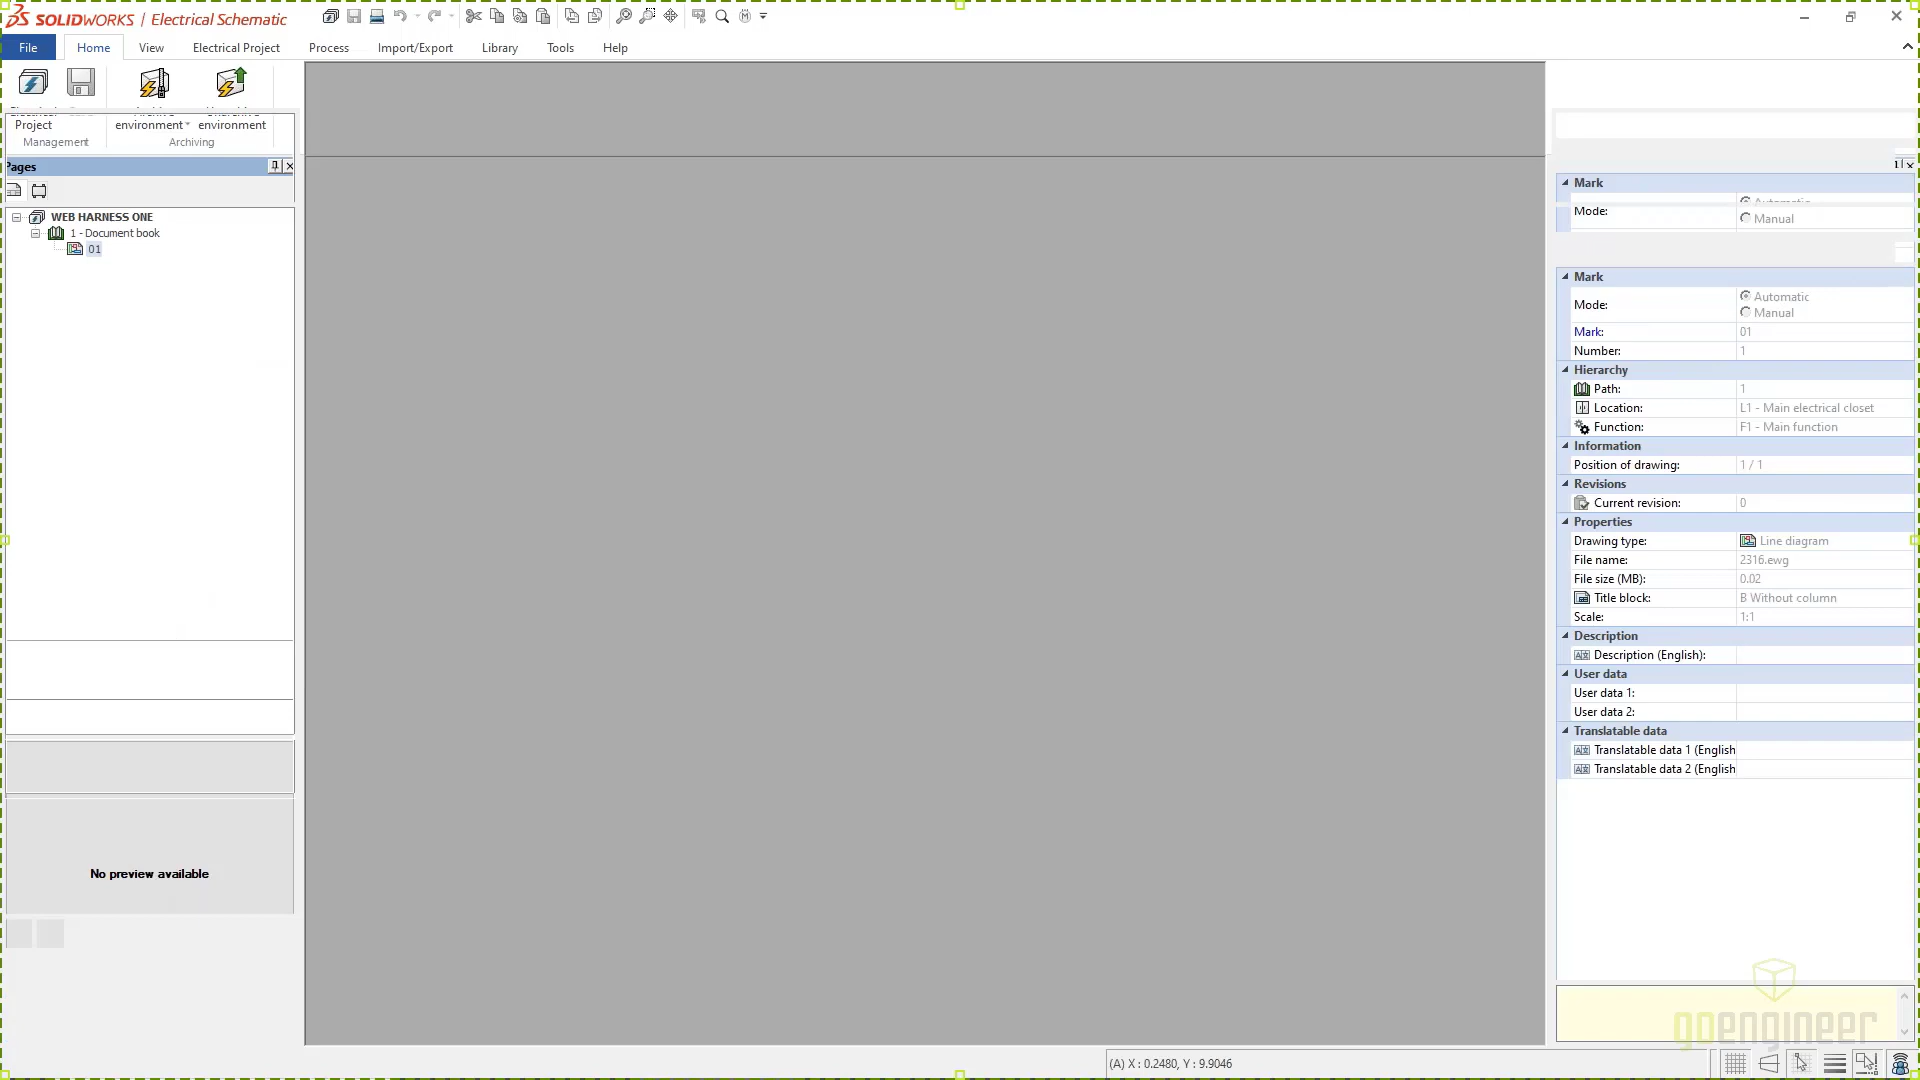 SOLIDWORKS | Electrical Schematic
File Home View Electrical Project Process Import/Export Library Tools Help
Project environment environment
Management Archiving
Pages
WEB HARNESS ONE
1 - Document book
01
No preview available
Mark
Automatic
Mode:
Manual
Mark
Mode: Automatic
Manual
Mark: 01
Number: 1
Hierarchy
Path: 1
Location: L1 - Main electrical closet
Function: F1 - Main function
Information
Position of drawing: 1 / 1
Revisions
Current revision: 0
Properties
Drawing type: Line diagram
File name: 2316.ewg
File size (MB): 0.02
Title block: B Without column
Scale: 1:1
Description
Description (English):
User data
User data 1:
User data 2:
Translatable data
Translatable data 1 (English
Translatable data 2 (English
goengineer
(A) X : 0.2480, Y : 9.9046